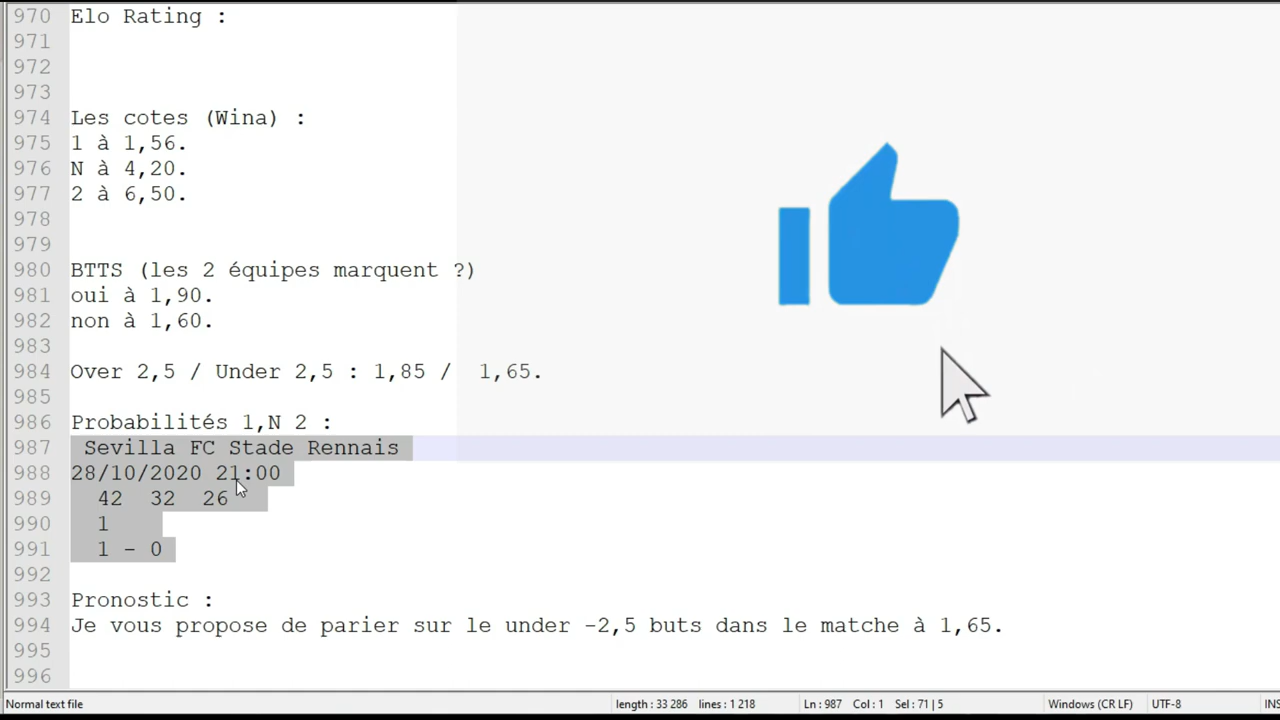 970 Elo Rating :
971
972
973
974 Les cotes (Wina) :
975 1 à 1,56.
976 N à 4,20.
977 2 à 6,50.
978
979
980 BTTS (les 2 équipes marquent ?)
981 oui à 1,90.
982 non à 1,60.
983
984 Over 2,5 / Under 2,5 : 1,85 /  1,65.
985
986 Probabilités 1,N 2 :
987  Sevilla FC Stade Rennais
988 28/10/2020 21:00
989   42  32  26
990   1
991   1 - 0
992
993 Pronostic :
994 Je vous propose de parier sur le under -2,5 buts dans le matche à 1,65.
995
996
Normal text file length : 33 286 lines : 1 218 Ln : 987 Col : 1 Sel : 71 | 5 Windows (CR LF) UTF-8 INS